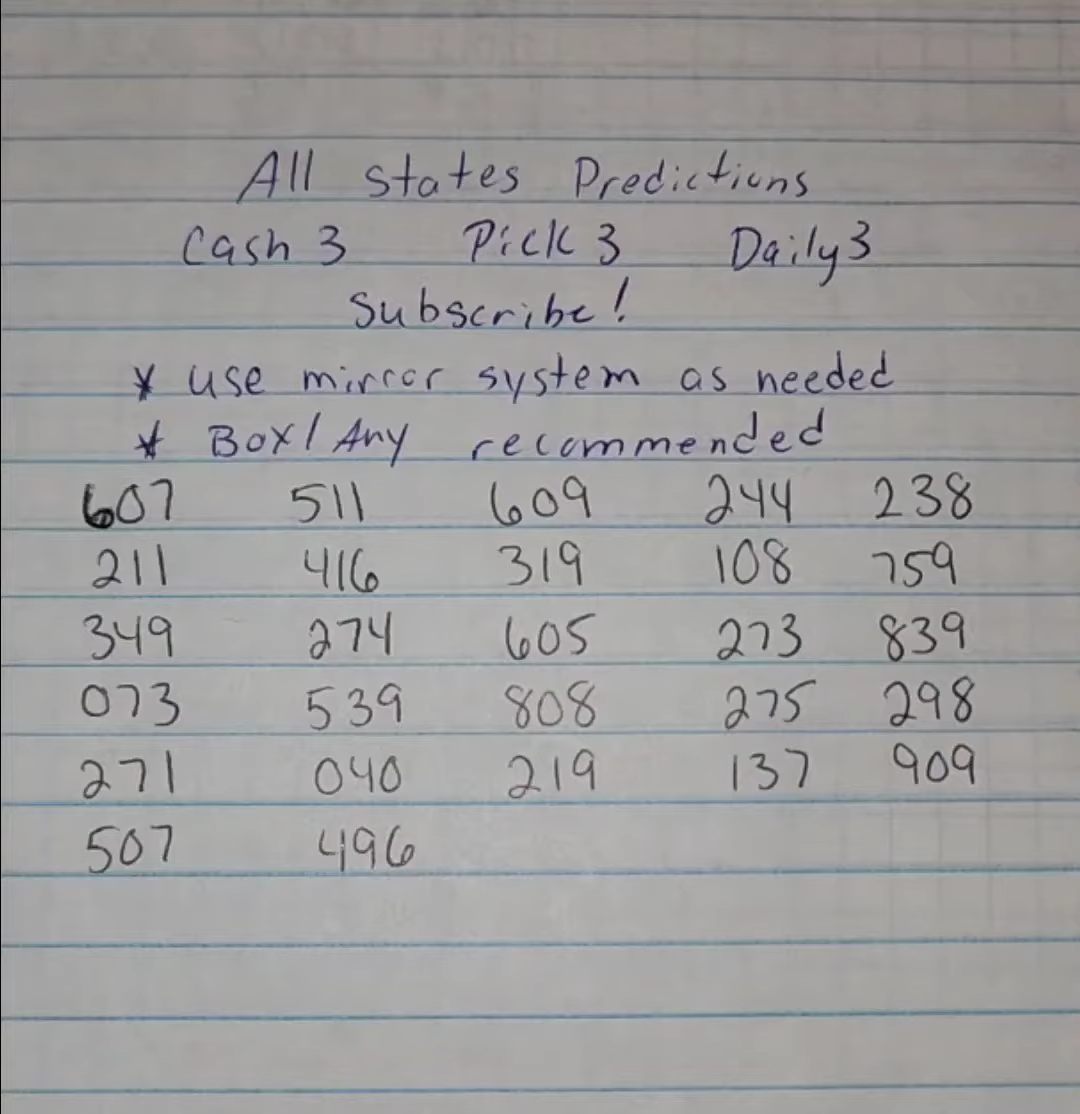 All states Predictions
Cash 3 Pick 3 Daily 3
Subscribe!
* use mirror system as needed
* Box/Any recommended
607 511 609 244 238
211 416 319 108 759
349 274 605 273 839
073 539 808 275 298
271 040 219 137 909
507 496